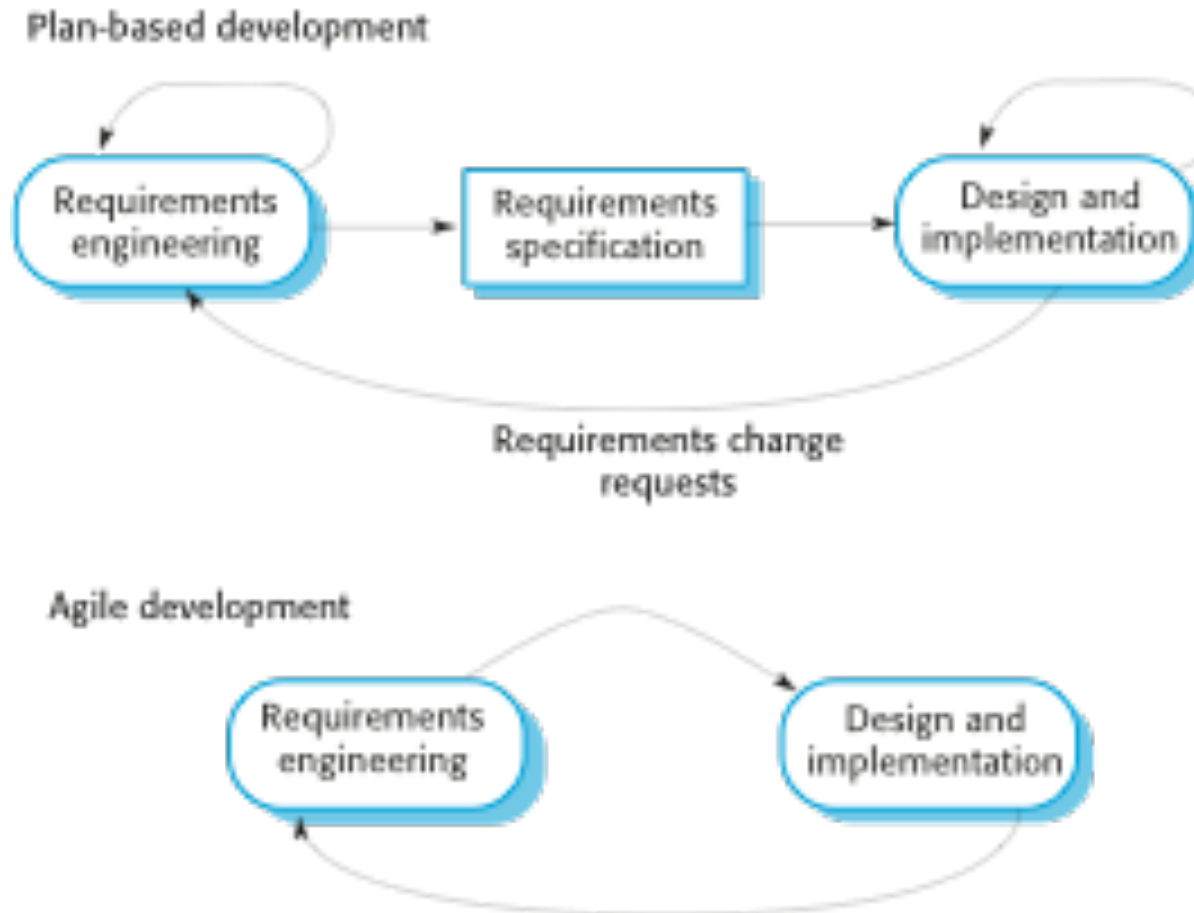 Plan-based development
Requirements
engineering
Requirements
specification
Design and
implementation
Requirements change
requests
Agile development
Requirements
engineering
Design and
implementation